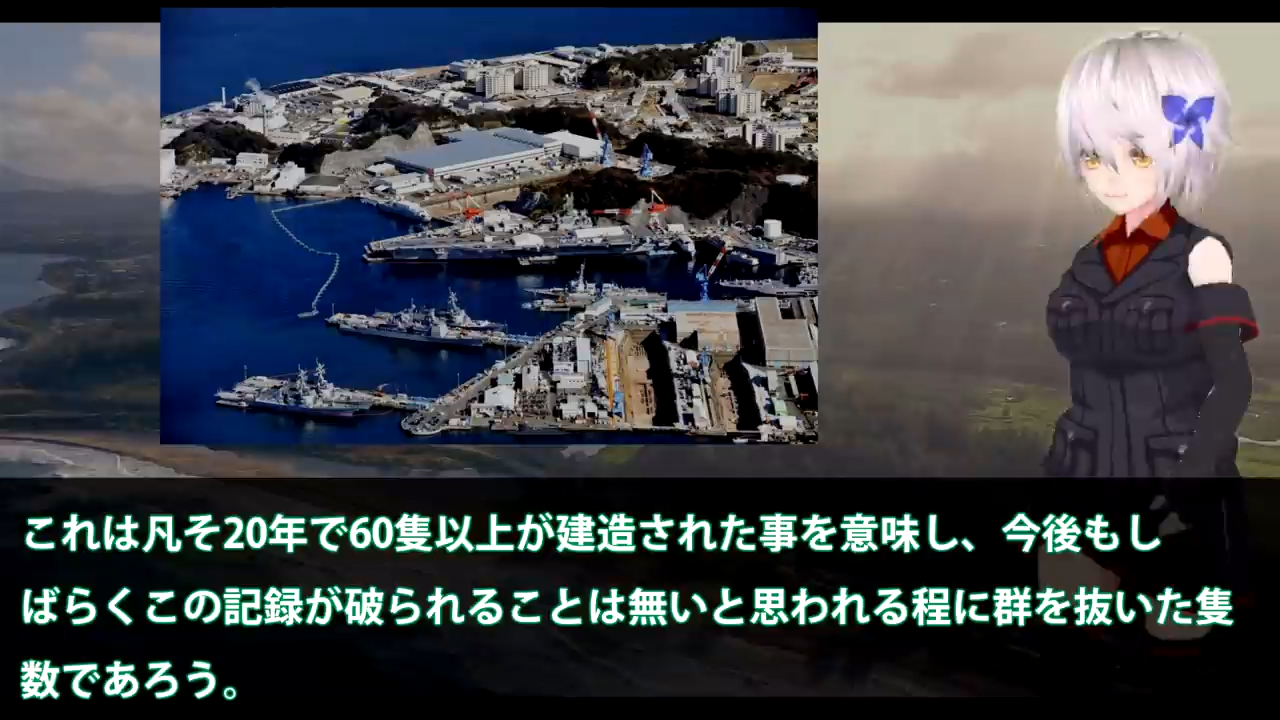 これは凡そ20年で60隻以上が建造された事を意味し、今後もし
ばらくこの記録が破られることは無いと思われる程に群を抜いた隻
数であろう。